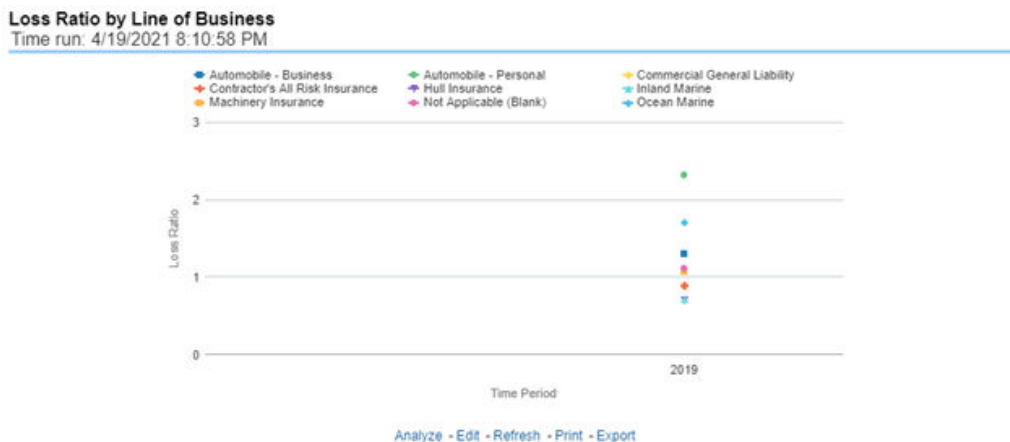 Loss Ratio by Line of Business
Time run: 4/19/2021 8:10:58 PM
Automobile - Business Automobile - Personal Commercial General Liability
Contractor's All Risk Insurance Hull Insurance Inland Marine
Machinery Insurance Not Applicable (Blank) Ocean Marine
3
2
Loss Ratio
1
0
2019
Time Period
Analyze - Edit - Refresh - Print - Export